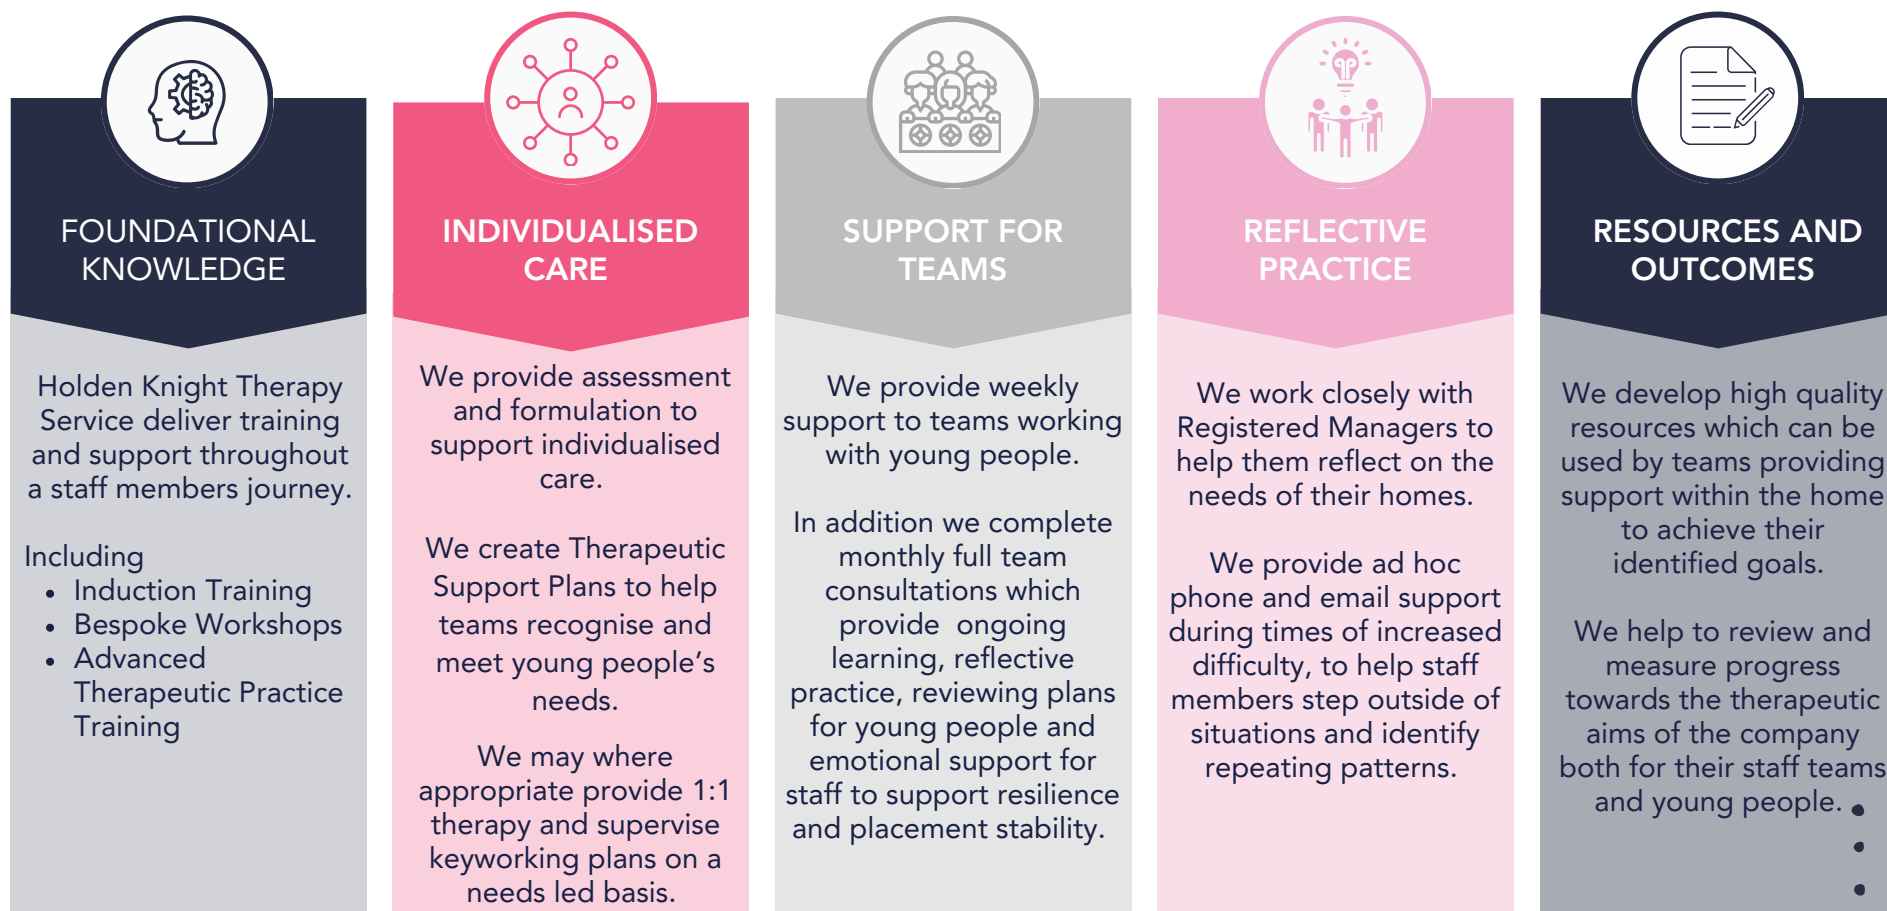 FOUNDATIONAL
KNOWLEDGE
Holden Knight Therapy
Service deliver training
and support throughout
a staff members journey.
Including
• Induction Training
• Bespoke Workshops
• Advanced
Therapeutic Practice
Training
INDIVIDUALISED
CARE
We provide assessment
and formulation to
support individualised
care.
We create Therapeutic
Support Plans to help
teams recognise and
meet young people’s
needs.
We may where
appropriate provide 1:1
therapy and supervise
keyworking plans on a
needs led basis.
SUPPORT FOR
TEAMS
We provide weekly
support to teams working
with young people.
In addition we complete
monthly full team
consultations which
provide  ongoing
learning, reflective
practice, reviewing plans
for young people and
emotional support for
staff to support resilience
and placement stability.
REFLECTIVE
PRACTICE
We work closely with
Registered Managers to
help them reflect on the
needs of their homes.
We provide ad hoc
phone and email support
during times of increased
difficulty, to help staff
members step outside of
situations and identify
repeating patterns.
RESOURCES AND
OUTCOMES
We develop high quality
resources which can be
used by teams providing
support within the home
to achieve their
identified goals.
We help to review and
measure progress
towards the therapeutic
aims of the company
both for their staff teams
and young people.